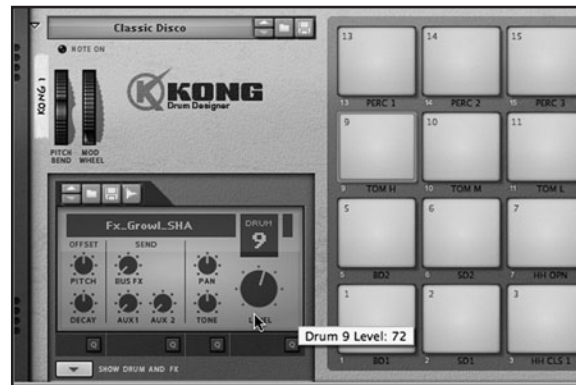 Classic Disco
NOTE ON
KONG 1
KONG
Drum Designer
PITCH BEND
MOD WHEEL
Fx_Growl_SHA
DRUM
9
OFFSET
SEND
PITCH
BUS FX
PAN
DECAY
AUX 1
AUX 2
TONE
LEVEL
Drum 9 Level: 72
Q
Q
Q
Q
SHOW DRUM AND FX
13
14
15
13 PERC 1
14 PERC 2
15 PERC 3
9
10
11
9 TOM H
10 TOM M
11 TOM L
5
6
7
5 BD2
6 SD2
7 HH OPN
1
2
3
1 BD1
2 SD1
3 HH CLS 1